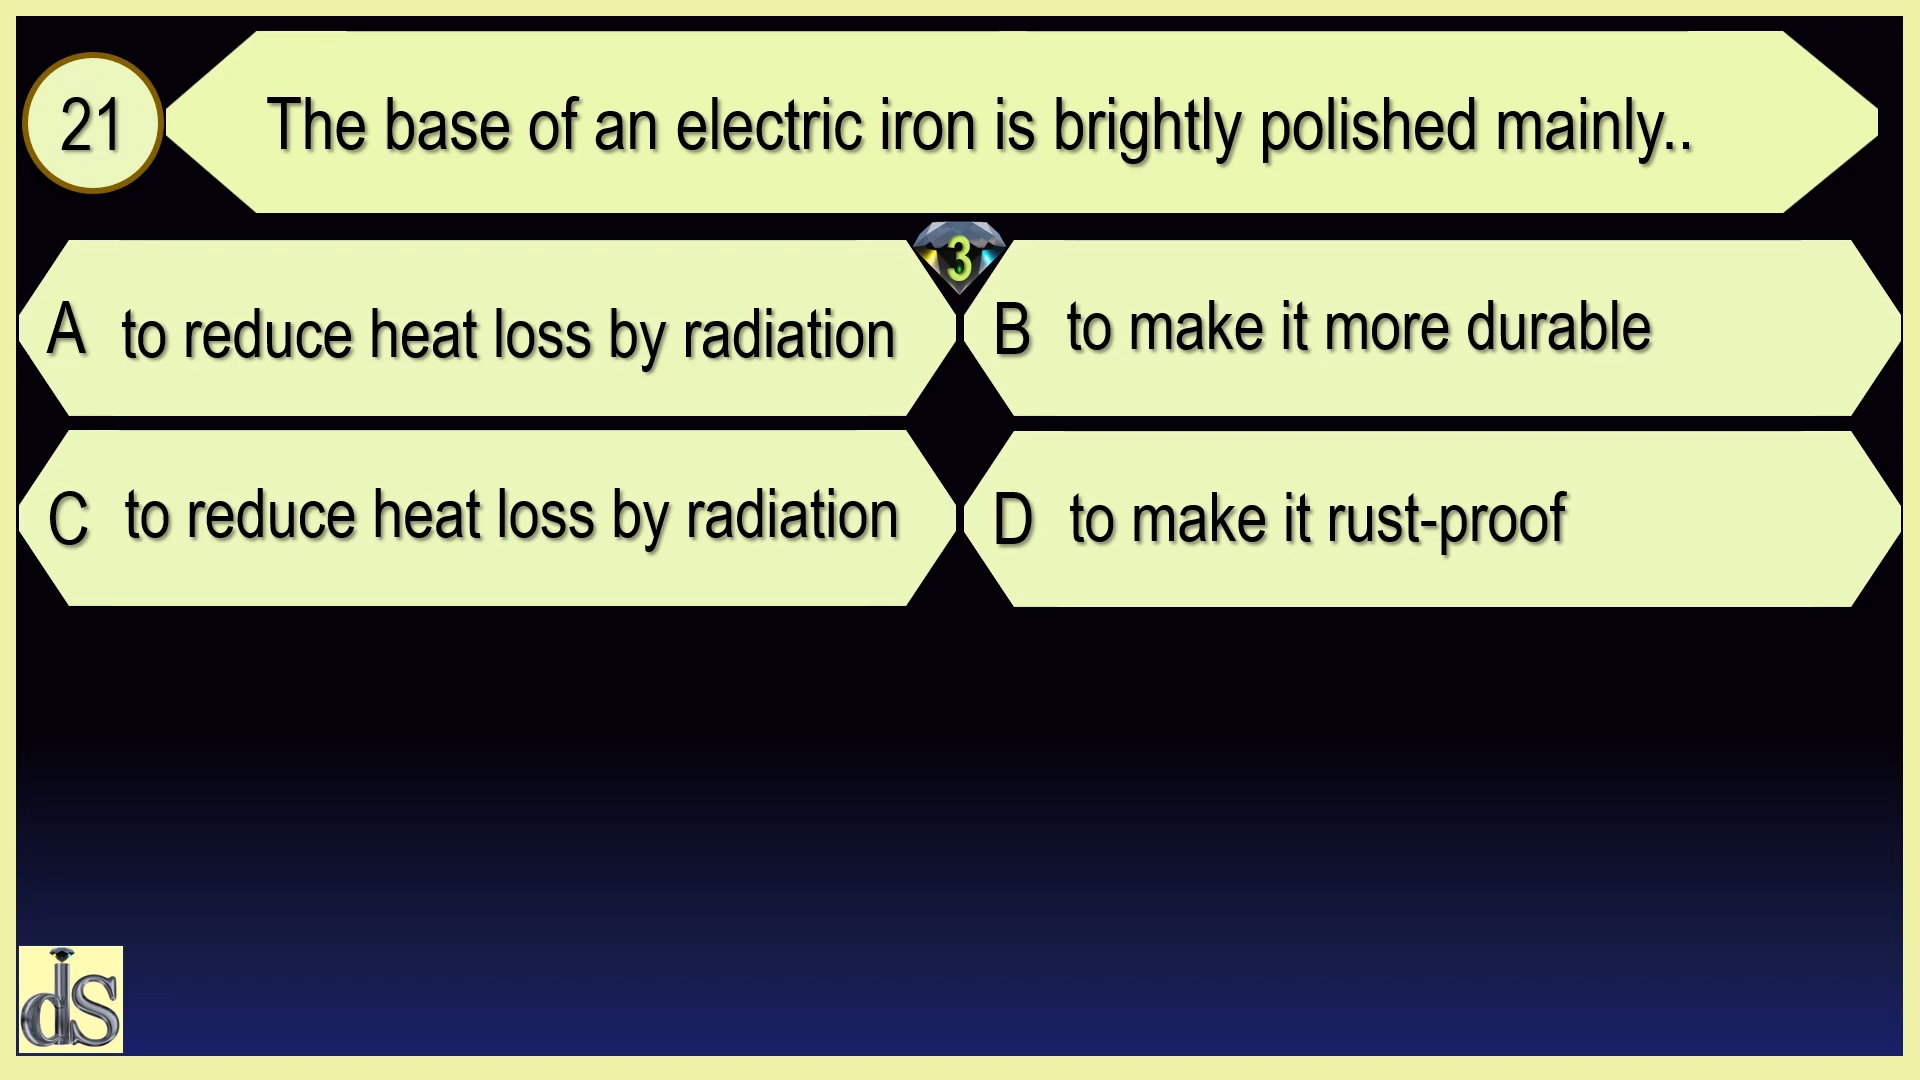 21
The base of an electric iron is brightly polished mainly..
3
A to reduce heat loss by radiation
B to make it more durable
C to reduce heat loss by radiation
D to make it rust-proof
ds